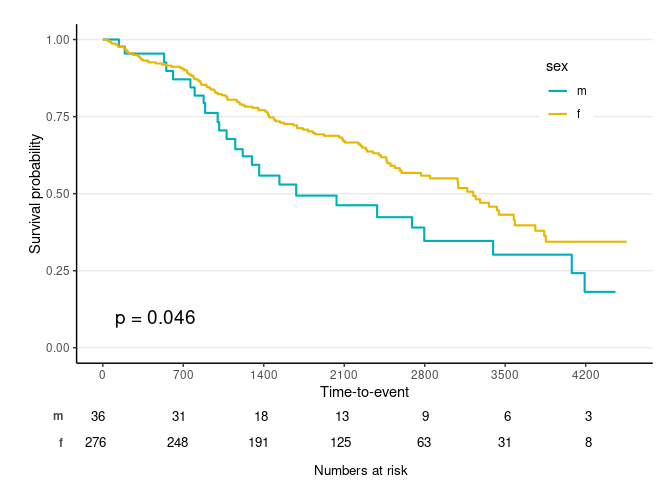 1.00
0.75
0.50
0.25
0.00
Survival probability
sex
m
f
p = 0.046
0 700 1400 2100 2800 3500 4200
Time-to-event
m 36 31 18 13 9 6 3
f 276 248 191 125 63 31 8
Numbers at risk